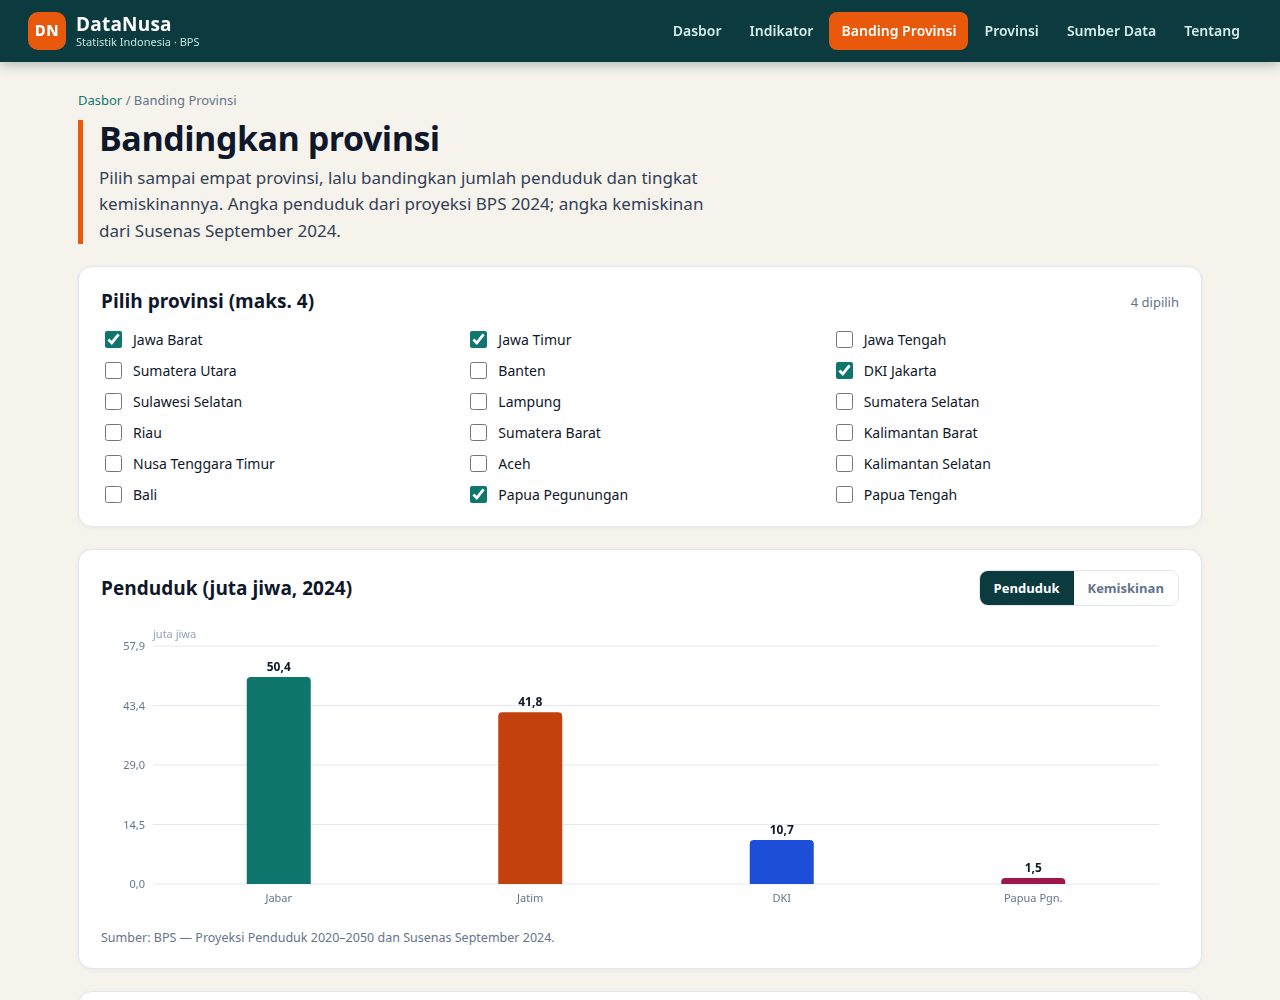 DN
DataNusa
Statistik Indonesia · BPS
Dasbor
Indikator
Banding Provinsi
Provinsi
Sumber Data
Tentang
Dasbor / Banding Provinsi
Bandingkan provinsi
Pilih sampai empat provinsi, lalu bandingkan jumlah penduduk dan tingkat
kemiskinannya. Angka penduduk dari proyeksi BPS 2024; angka kemiskinan
dari Susenas September 2024.
Pilih provinsi (maks. 4)
4 dipilih
Jawa Barat
Jawa Timur
Jawa Tengah
Sumatera Utara
Banten
DKI Jakarta
Sulawesi Selatan
Lampung
Sumatera Selatan
Riau
Sumatera Barat
Kalimantan Barat
Nusa Tenggara Timur
Aceh
Kalimantan Selatan
Bali
Papua Pegunungan
Papua Tengah
Penduduk (juta jiwa, 2024)
Penduduk
Kemiskinan
juta jiwa
57,9
43,4
29,0
14,5
0,0
50,4
41,8
10,7
1,5
Jabar
Jatim
DKI
Papua Pgn.
Sumber: BPS — Proyeksi Penduduk 2020–2050 dan Susenas September 2024.